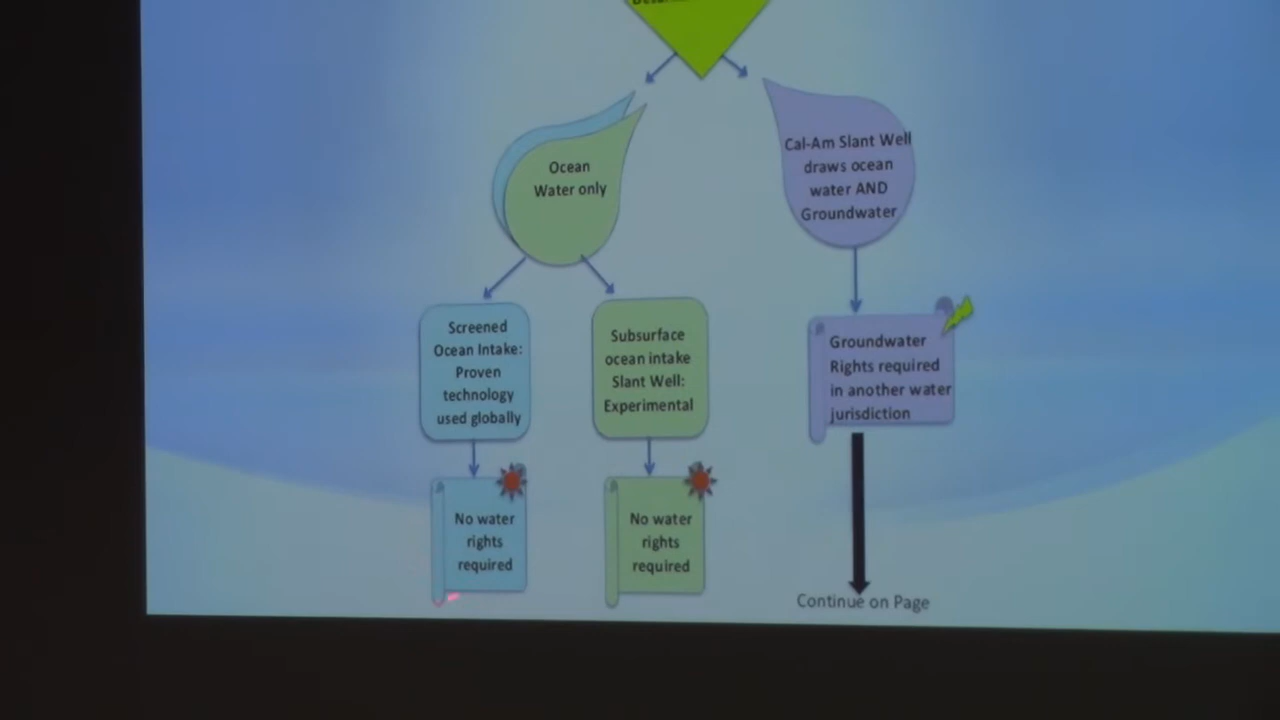 Ocean
Water only
Cal-Am Slant Well
draws ocean
water AND
Groundwater
Screened
Ocean Intake:
Proven
technology
used globally
Subsurface
ocean intake
Slant Well:
Experimental
Groundwater
Rights required
in another water
jurisdiction
No water
rights
required
No water
rights
required
Continue on Page